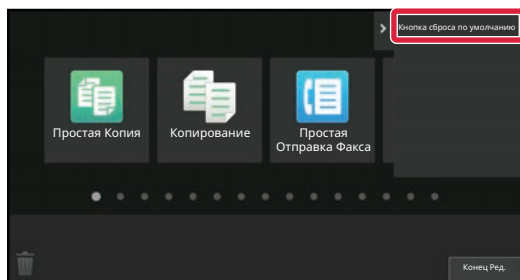 Кнопка сброса по умолчанию
Простая Копия
Копирование
Простая
Отправка Факса
Конец Ред.